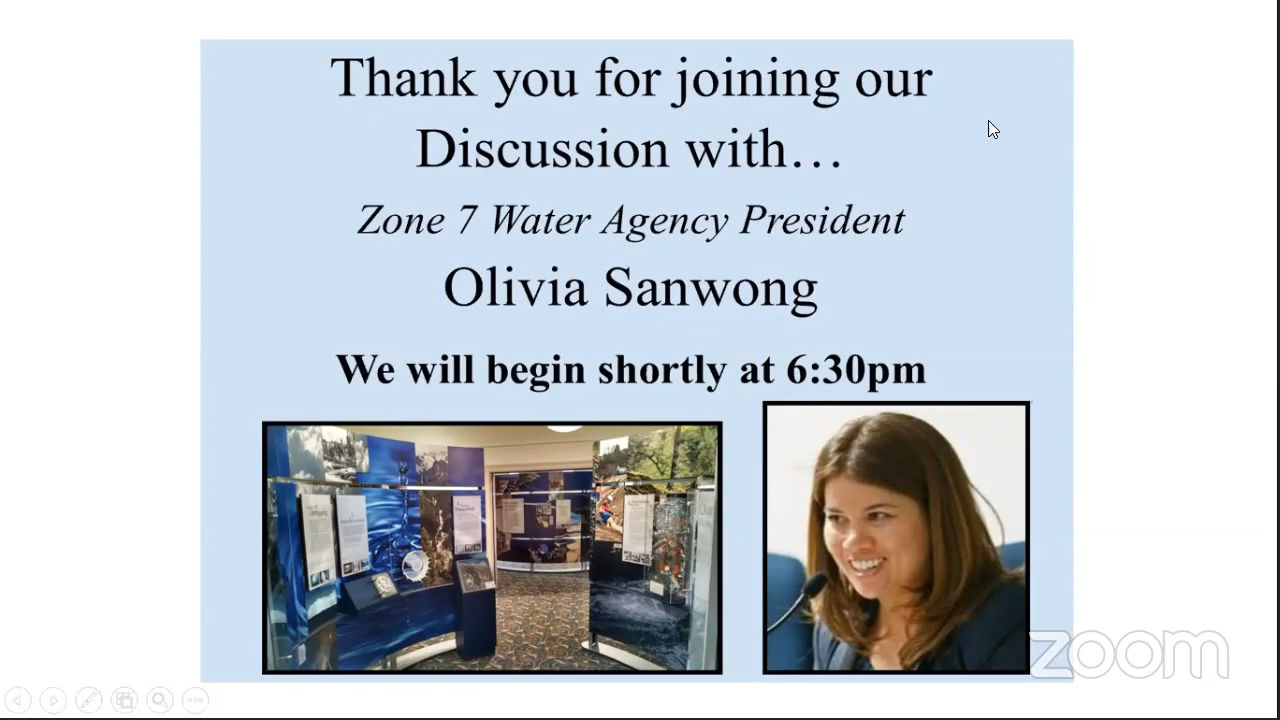 Thank you for joining our
Discussion with…
Zone 7 Water Agency President
Olivia Sanwong
We will begin shortly at 6:30pm
zoom